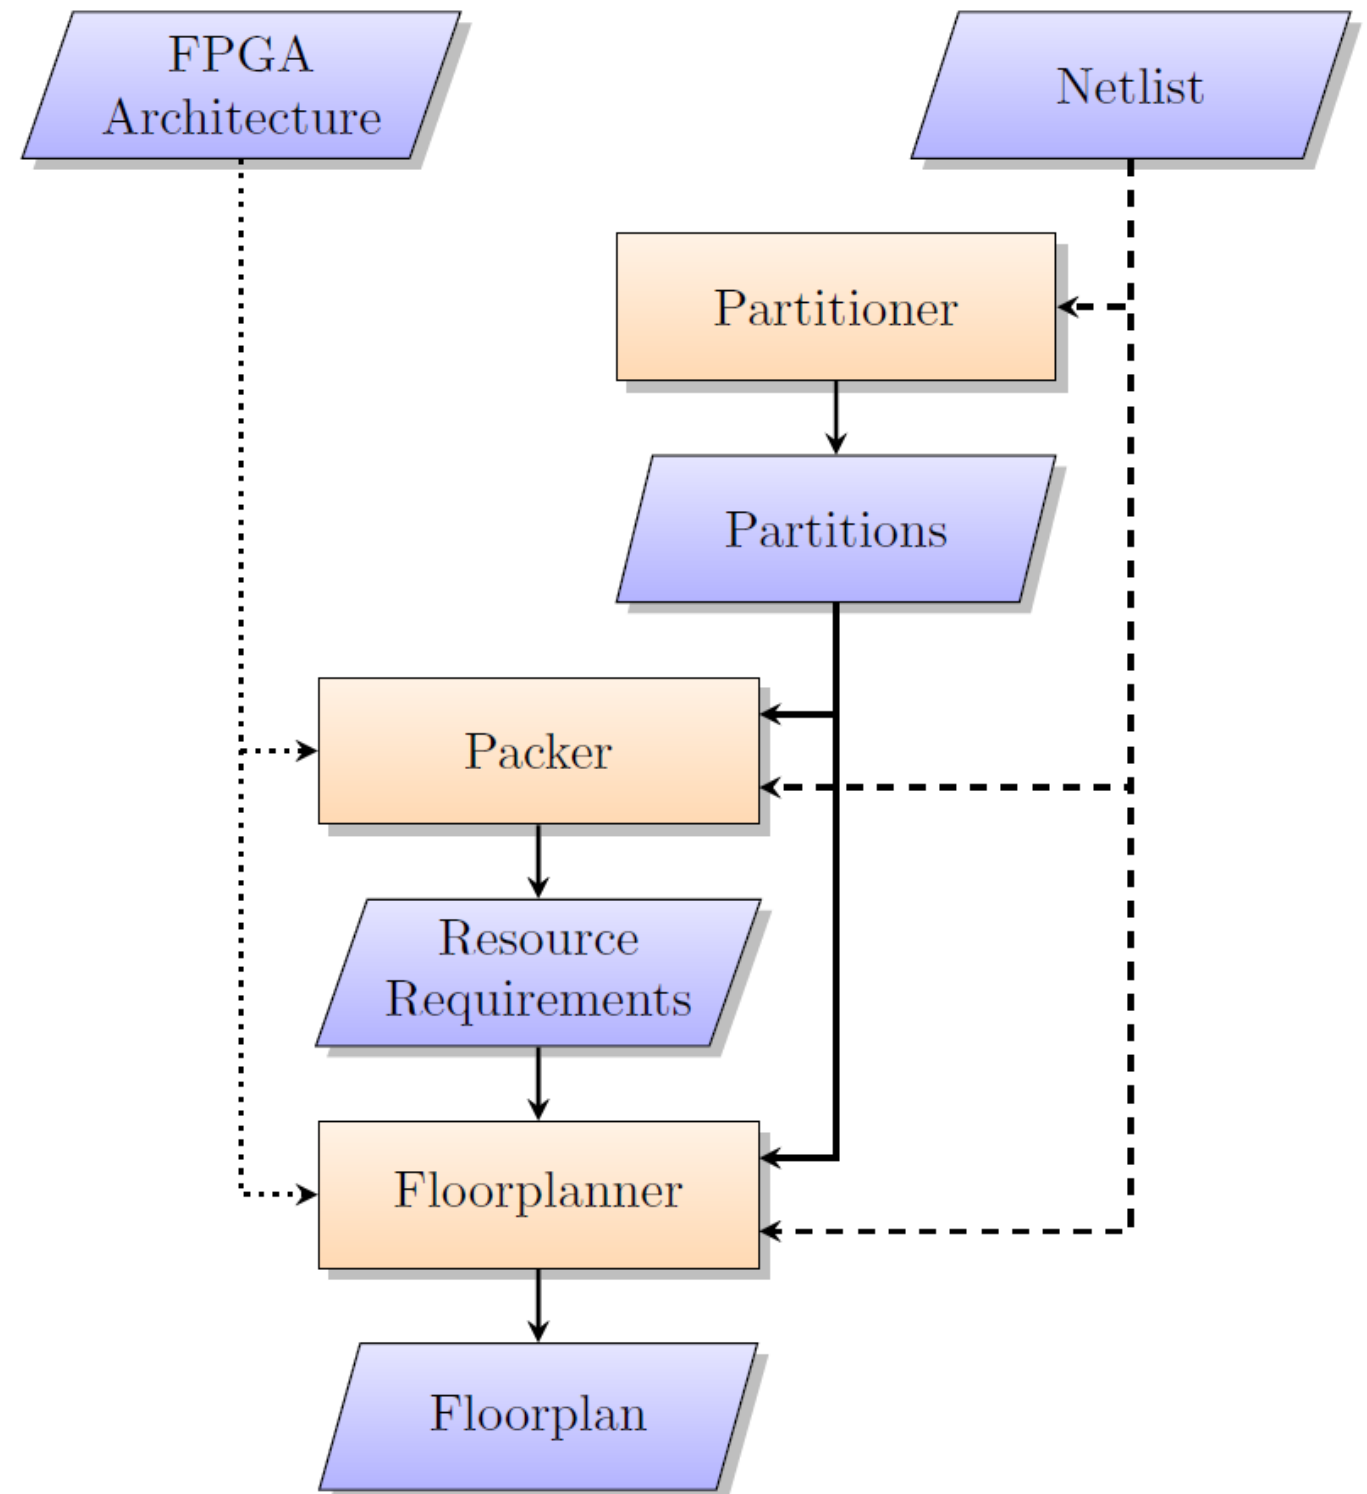 FPGA
Architecture
Netlist
Partitioner
Partitions
Packer
Resource
Requirements
Floorplanner
Floorplan